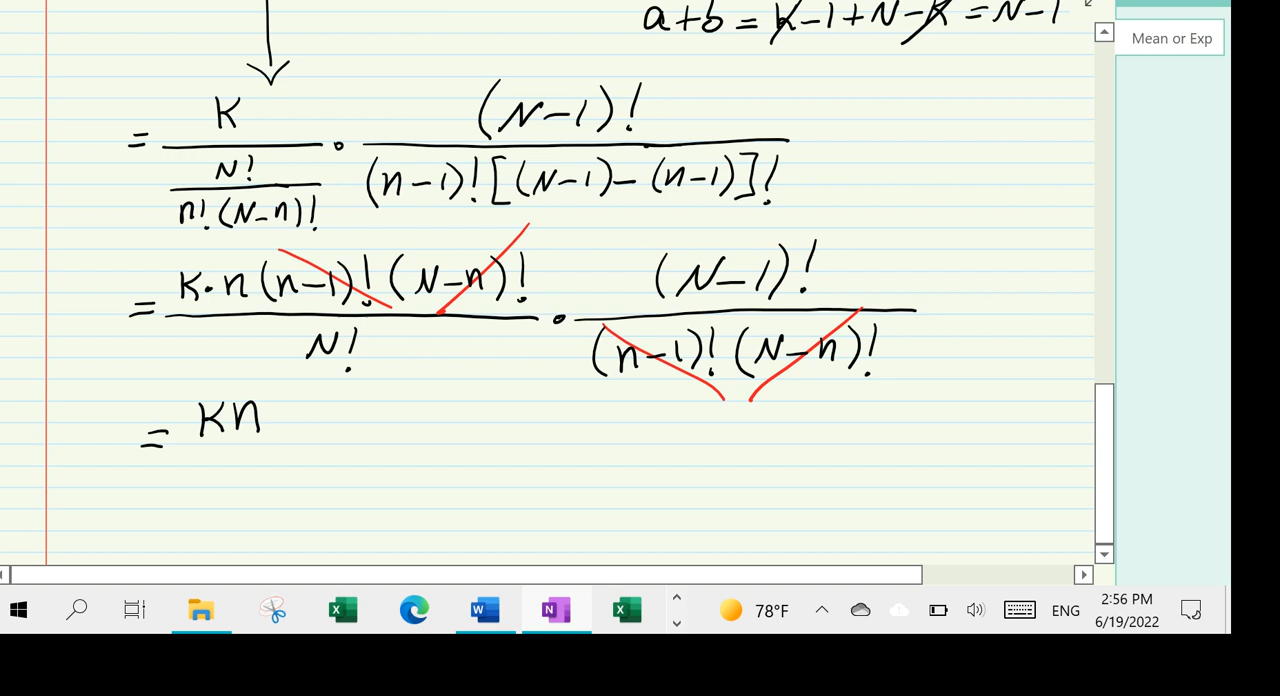 a+b = K-1+N-K = N-1
Mean or Exp
= K / (N! / n!(N-n)!) · (N-1)! / (n-1)![(N-1)-(n-1)]!
= K·n(n-1)!(N-n)! / N! · (N-1)! / (n-1)!(N-n)!
= Kn
78°F
ENG
2:56 PM
6/19/2022